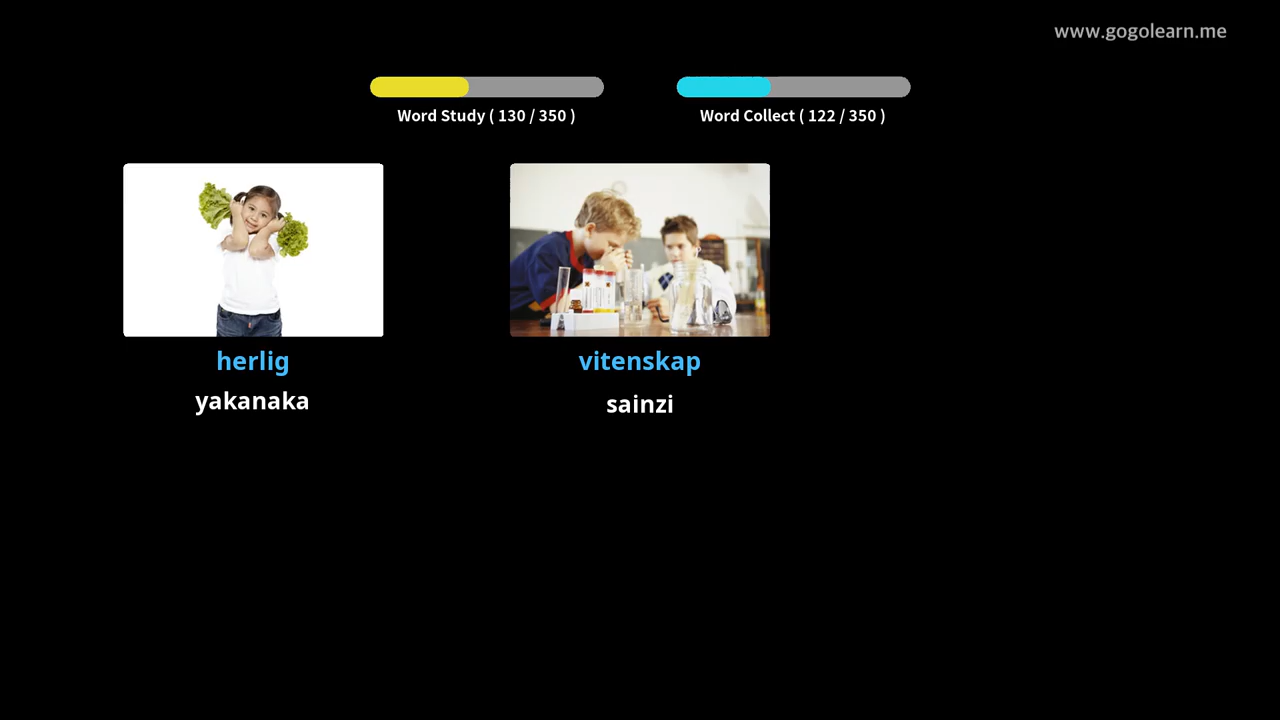 www.gogolearn.me
Word Study ( 130 / 350 )
Word Collect ( 122 / 350 )
herlig
yakanaka
vitenskap
sainzi